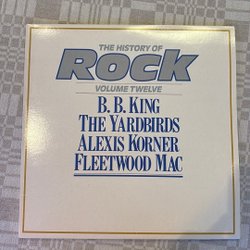 THE HISTORY OF
ROCK
VOLUME TWELVE
B. B. KING
THE YARDBIRDS
ALEXIS KORNER
FLEETWOOD MAC